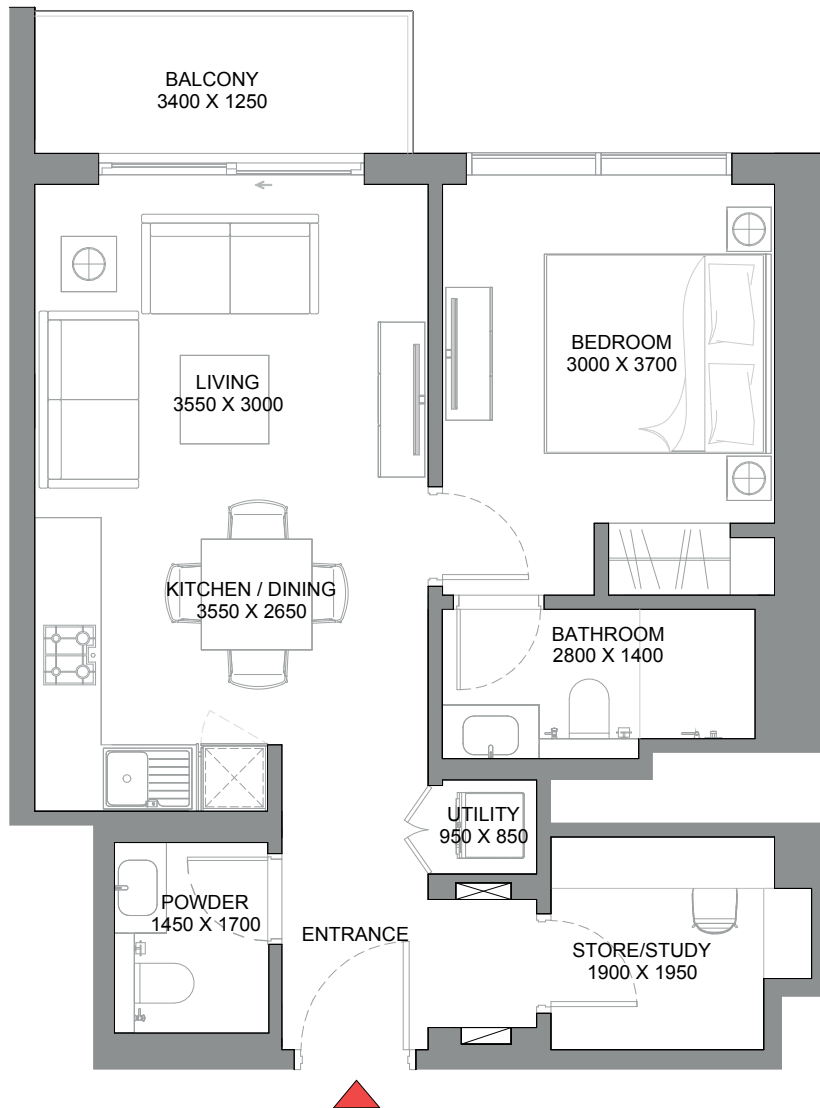 BALCONY
3400 X 1250
LIVING
3550 X 3000
BEDROOM
3000 X 3700
KITCHEN / DINING
3550 X 2650
BATHROOM
2800 X 1400
UTILITY
950 X 850
POWDER
1450 X 1700
ENTRANCE
STORE/STUDY
1900 X 1950